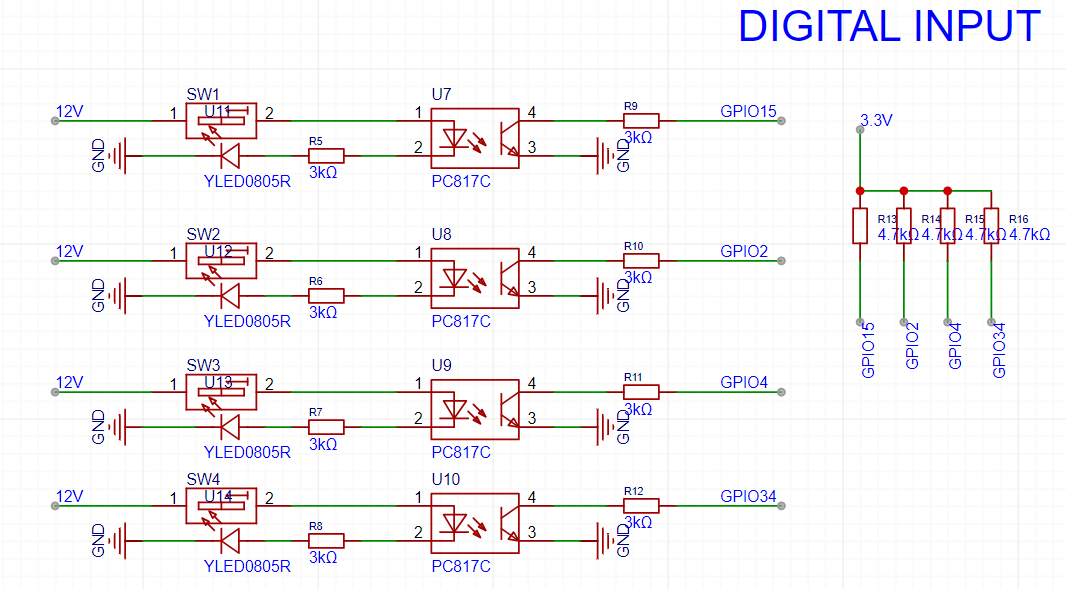 DIGITAL INPUT
12V
SW1
1
U11
2
GND
YLED0805R
R5
3kΩ
U7
1
4
2
3
PC817C
R9
3kΩ
GND
GPIO15
12V
SW2
1
U12
2
GND
YLED0805R
R6
3kΩ
U8
1
4
2
3
PC817C
R10
3kΩ
GND
GPIO2
12V
SW3
1
U13
2
GND
YLED0805R
R7
3kΩ
U9
1
4
2
3
PC817C
R11
3kΩ
GND
GPIO4
12V
SW4
1
U14
2
GND
YLED0805R
R8
3kΩ
U10
1
4
2
3
PC817C
R12
3kΩ
GND
GPIO34
3.3V
R13
4.7kΩ
R14
4.7kΩ
R15
4.7kΩ
R16
4.7kΩ
GPIO15
GPIO2
GPIO4
GPIO34